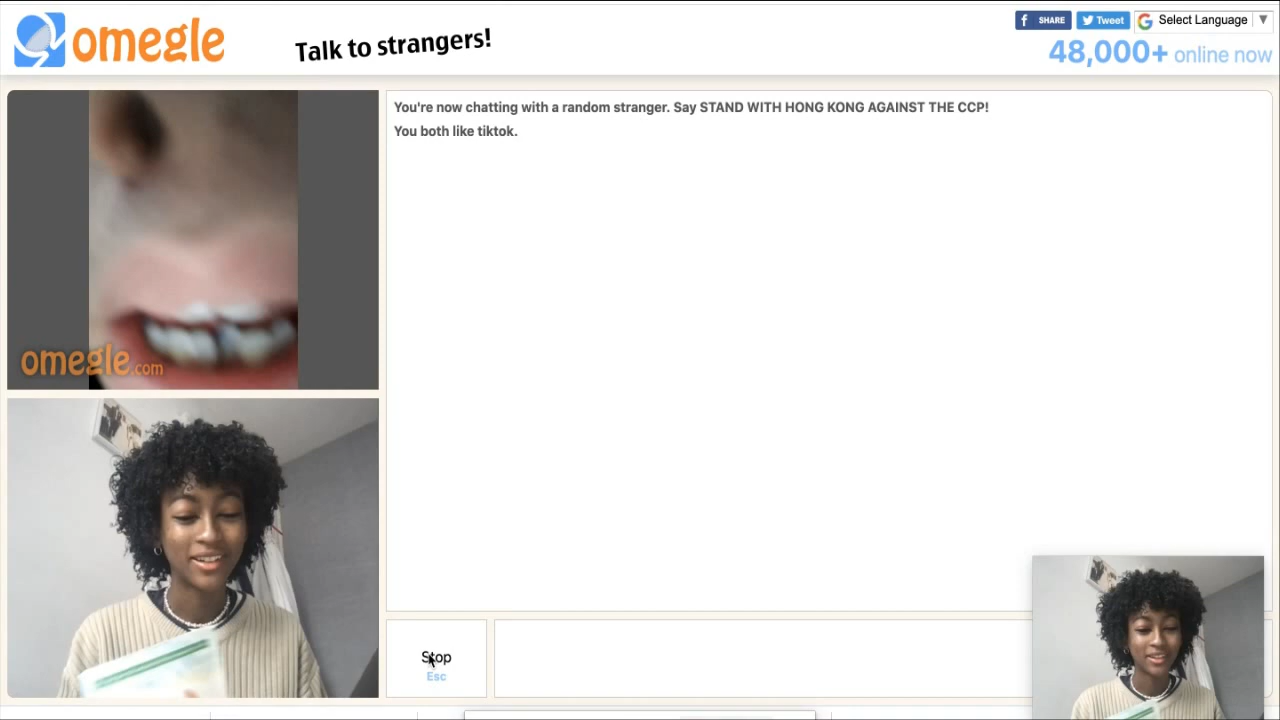 omegle
Talk to strangers!
SHARE
Tweet
Select Language
48,000+ online now
You're now chatting with a random stranger. Say STAND WITH HONG KONG AGAINST THE CCP!
You both like tiktok.
omegle.com
Stop
Esc